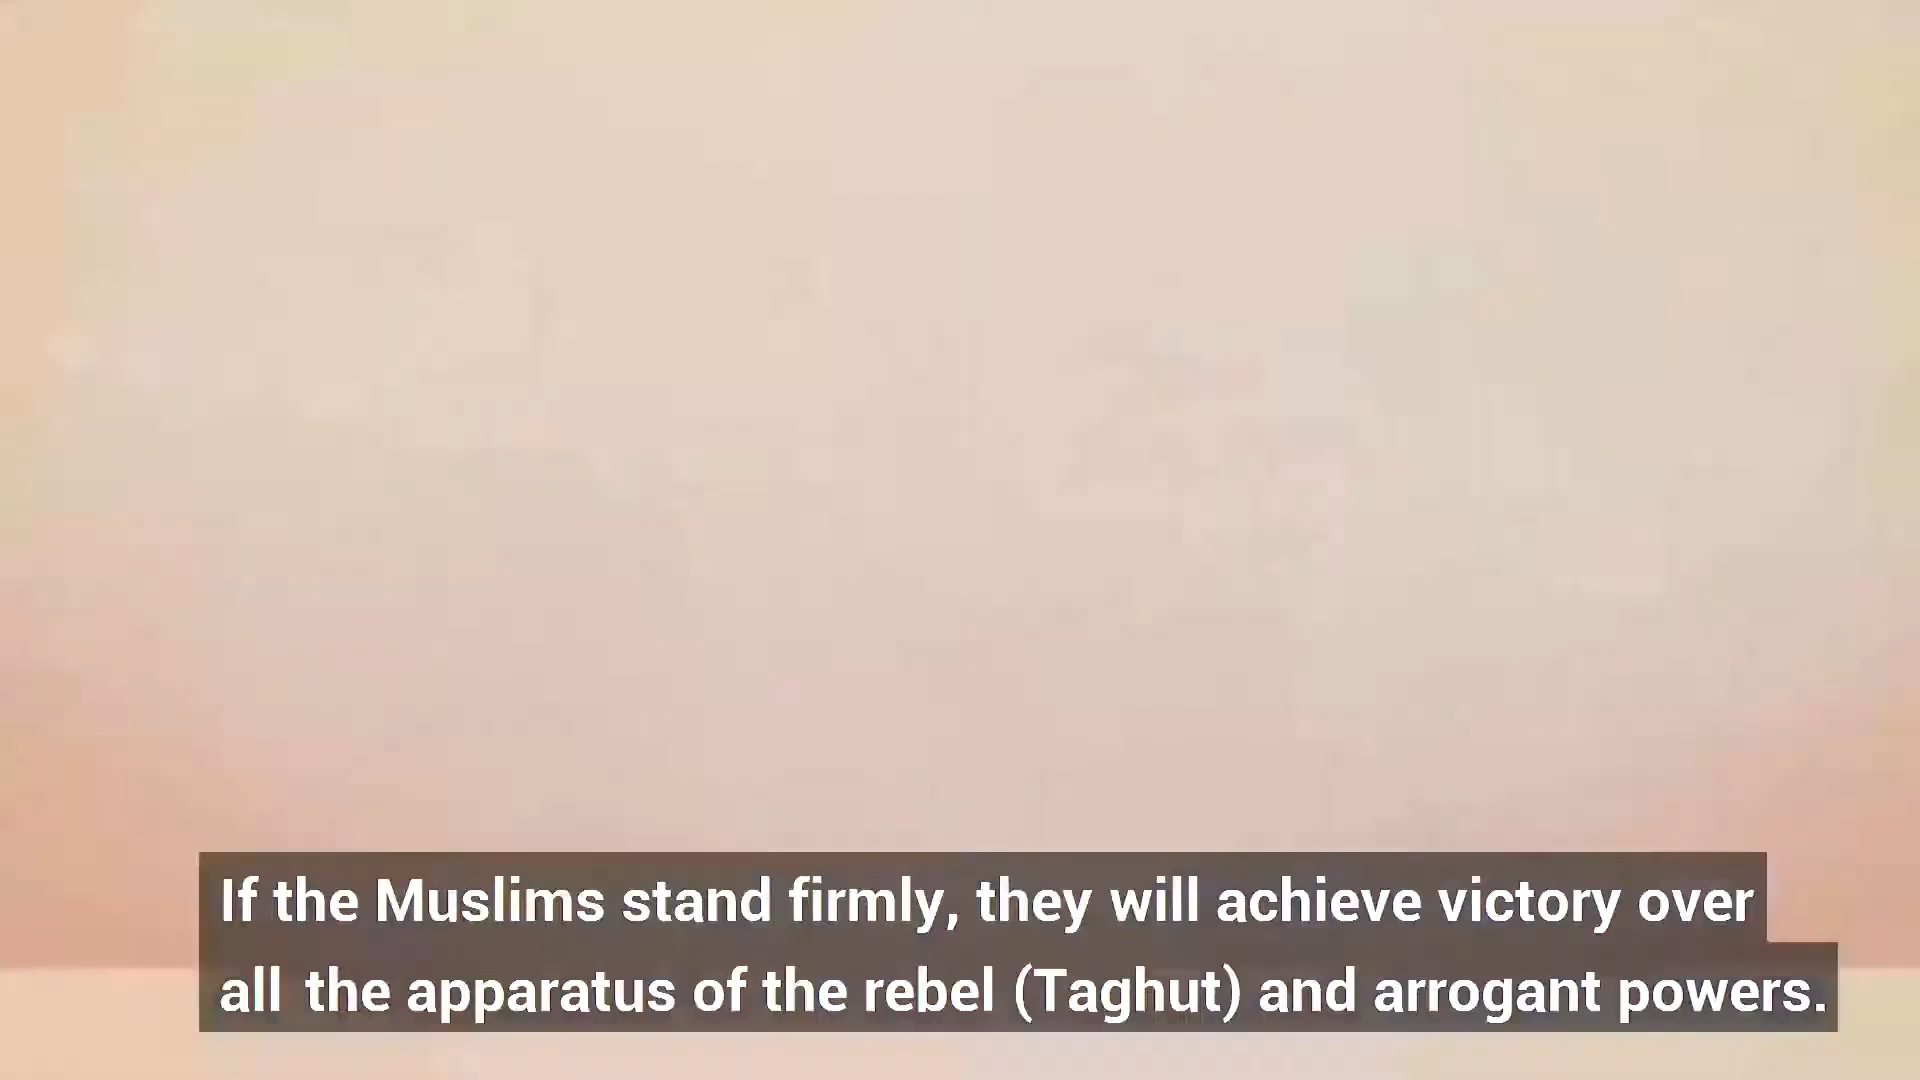 If the Muslims stand firmly, they will achieve victory over
all the apparatus of the rebel (Taghut) and arrogant powers.